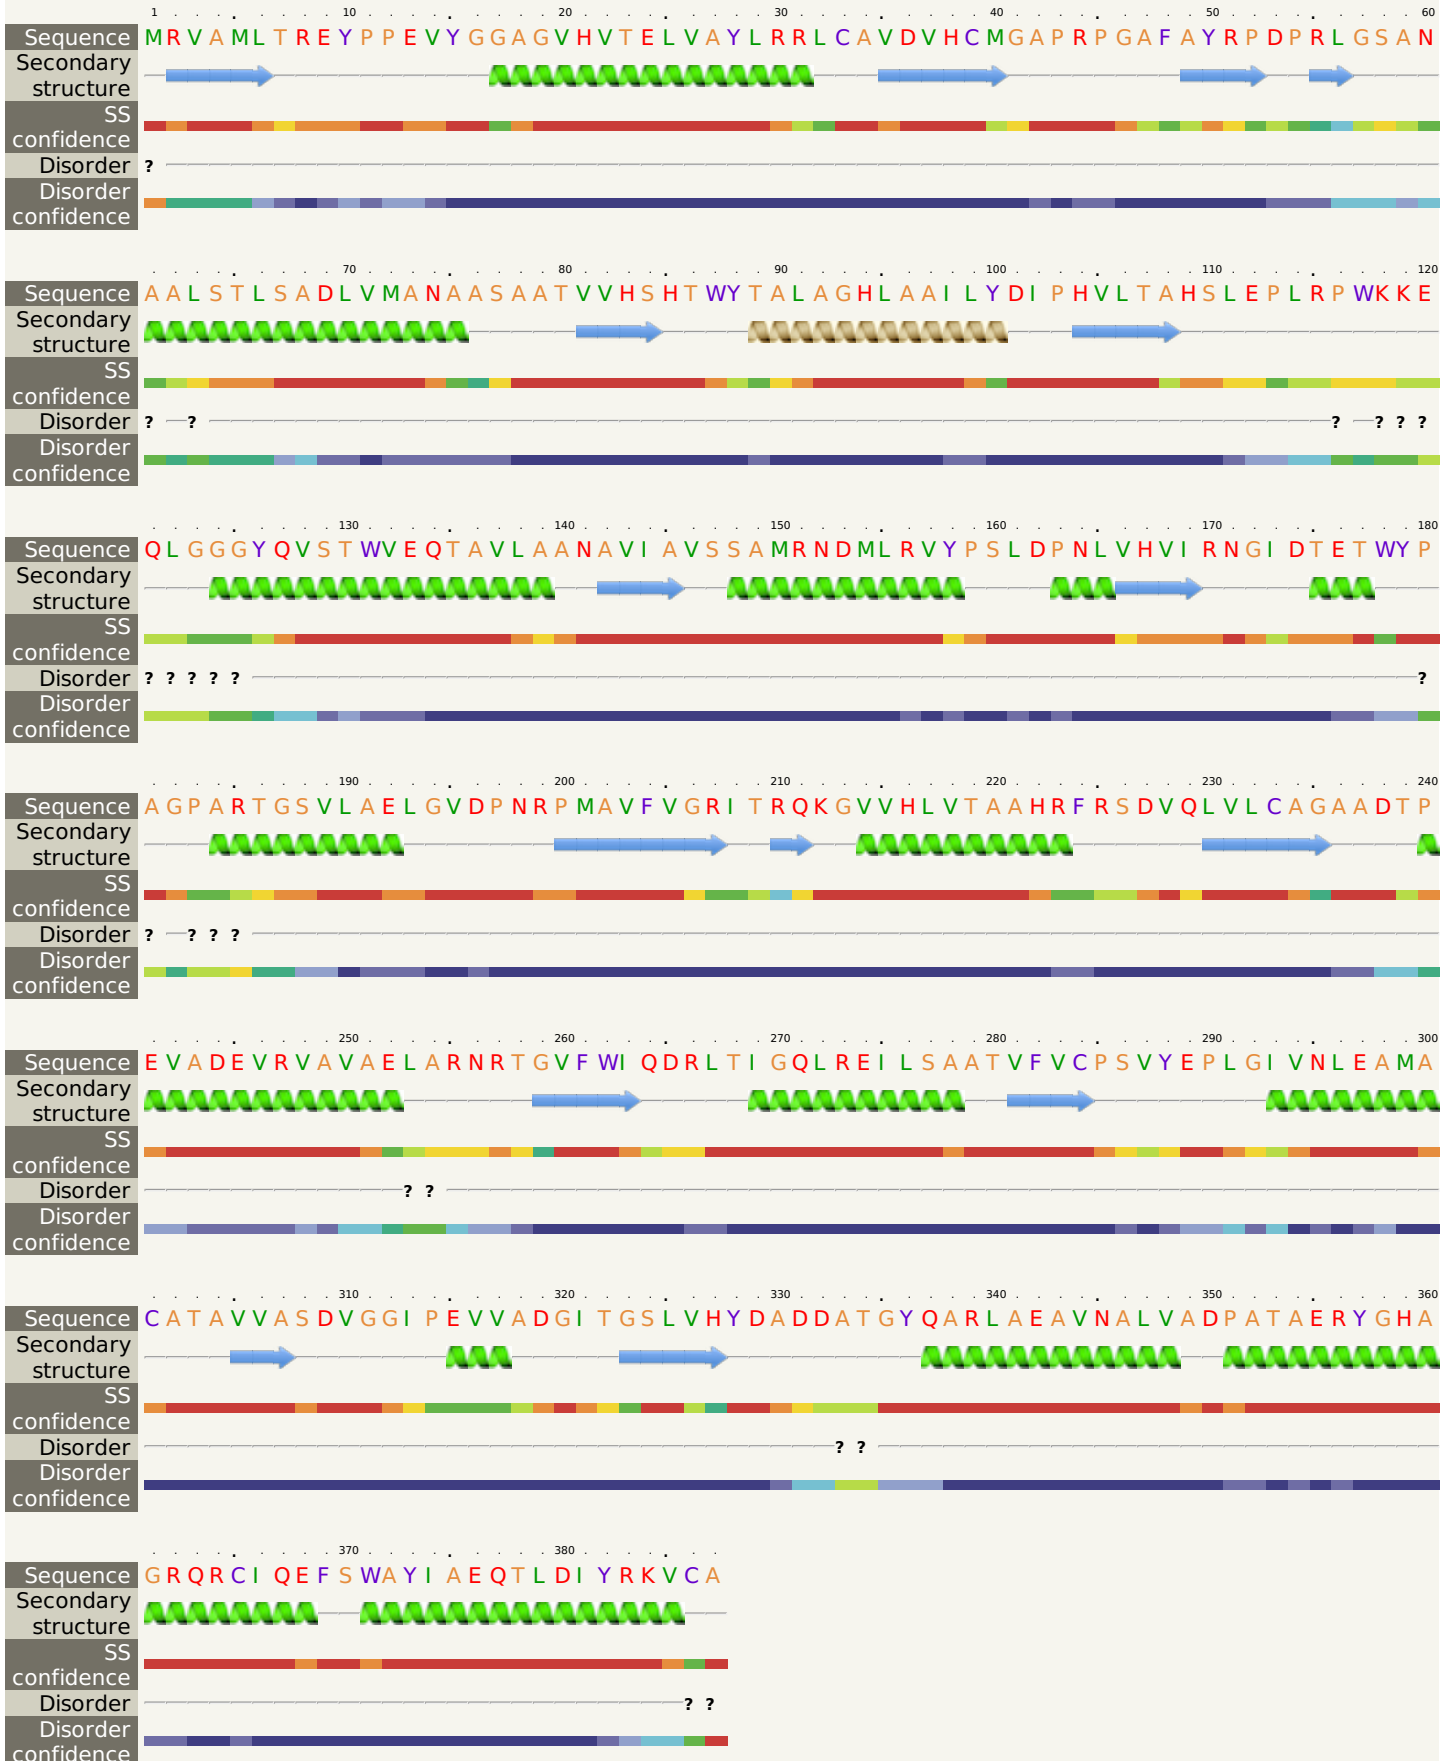 1 . . . . . . . . 10 . . . . . . . . . 20 . . . . . . . . . 30 . . . . . . . . . 40 . . . . . . . . . 50 . . . . . . . . . 60
Sequence MRVAMLTREYPPEVYGGAGVHVTELVAYLRRLCAVDVHCMGAPRPGAFAYRPDPRLGSAN
Secondary
structure
SS
confidence
Disorder ?
Disorder
confidence
. . . . . . . . . 70 . . . . . . . . . 80 . . . . . . . . . 90 . . . . . . . . . 100 . . . . . . . . . 110 . . . . . . . . . 120
Sequence AALSTLSADLVMANAASAATVVHSHTWYTALAGHLAAILYDIPHVLTAHSLEPLRPWKKE
Secondary
structure
SS
confidence
Disorder ? ? ? ? ? ?
Disorder
confidence
. . . . . . . . . 130 . . . . . . . . . 140 . . . . . . . . . 150 . . . . . . . . . 160 . . . . . . . . . 170 . . . . . . . . . 180
Sequence QLGGGYQVSTWVEQTAVLAANAVIAVSSAMRNDMLRVYPSLDPNLVHVIRNGIDTETWYP
Secondary
structure
SS
confidence
Disorder ? ? ? ? ? ?
Disorder
confidence
. . . . . . . . . 190 . . . . . . . . . 200 . . . . . . . . . 210 . . . . . . . . . 220 . . . . . . . . . 230 . . . . . . . . . 240
Sequence AGPARTGSVLAELGVDPNRPMAVFVGRITRQKGVVHLVTAAHRFRSDVQLVLCAGAADTP
Secondary
structure
SS
confidence
Disorder ? ? ? ?
Disorder
confidence
. . . . . . . . . 250 . . . . . . . . . 260 . . . . . . . . . 270 . . . . . . . . . 280 . . . . . . . . . 290 . . . . . . . . . 300
Sequence EVADEVRVAVAELARNRTGVFWIQDRLTIGQLREILSAATVFVCPSVYEPLGIVNLEAMA
Secondary
structure
SS
confidence
Disorder ? ?
Disorder
confidence
. . . . . . . . . 310 . . . . . . . . . 320 . . . . . . . . . 330 . . . . . . . . . 340 . . . . . . . . . 350 . . . . . . . . . 360
Sequence CATAVVASDVGGIPEVVADGITGSLVHYDADDATGYQARLAEAVNALVADPATAERYGHA
Secondary
structure
SS
confidence
Disorder ? ?
Disorder
confidence
. . . . . . . . . 370 . . . . . . . . . 380 . . . . . . .
Sequence GRQRCIQEFSWAYIAEQTLDIYRKVCA
Secondary
structure
SS
confidence
Disorder ? ?
Disorder
confidence